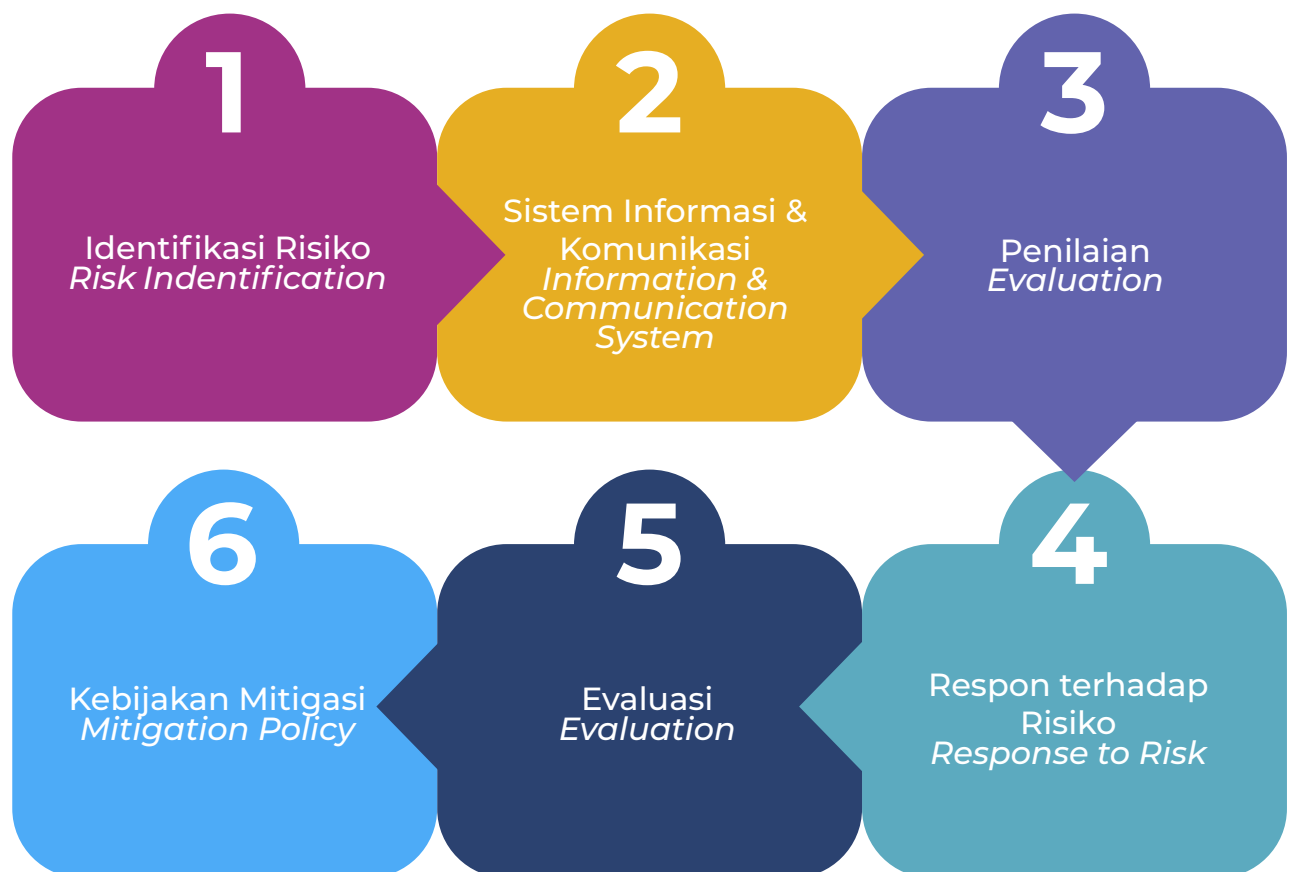 1
Identifikasi Risiko
Risk Indentification
2
Sistem Informasi &
Komunikasi
Information &
Communication
System
3
Penilaian
Evaluation
4
Respon terhadap
Risiko
Response to Risk
5
Evaluasi
Evaluation
6
Kebijakan Mitigasi
Mitigation Policy